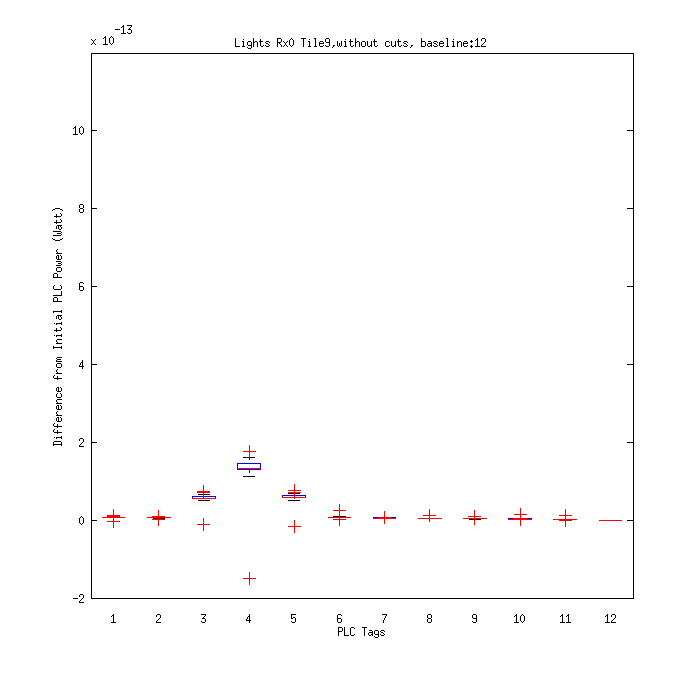 x 10-13
Lights Rx0 Tile9,without cuts, baseline:12
Difference from Initial PLC Power (Watt)
10
8
6
4
2
0
-2
1 2 3 4 5 6 7 8 9 10 11 12
PLC Tags